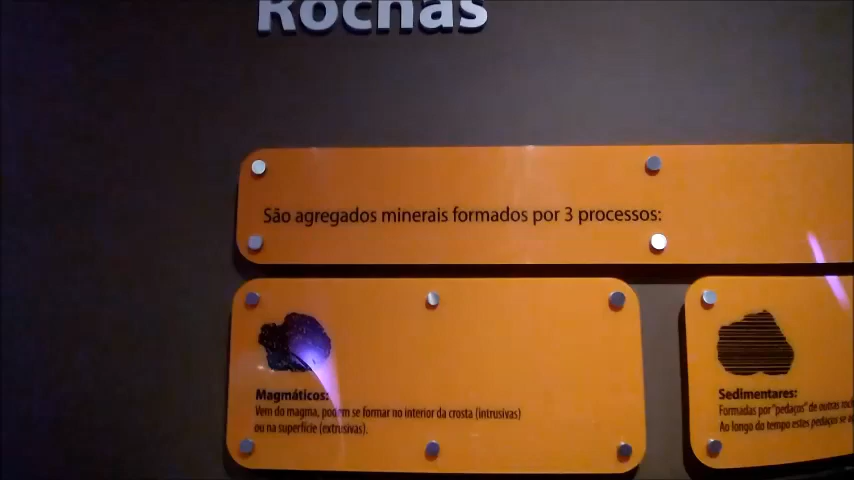 Rochas
São agregados minerais formados por 3 processos:
Magmáticos:
Vem do magma, podem se formar no interior da crosta (intrusivas)
ou na superfície (extrusivas).
Sedimentares:
Formadas por "pedaços" de outras
Ao longo do tempo estes pedaços se